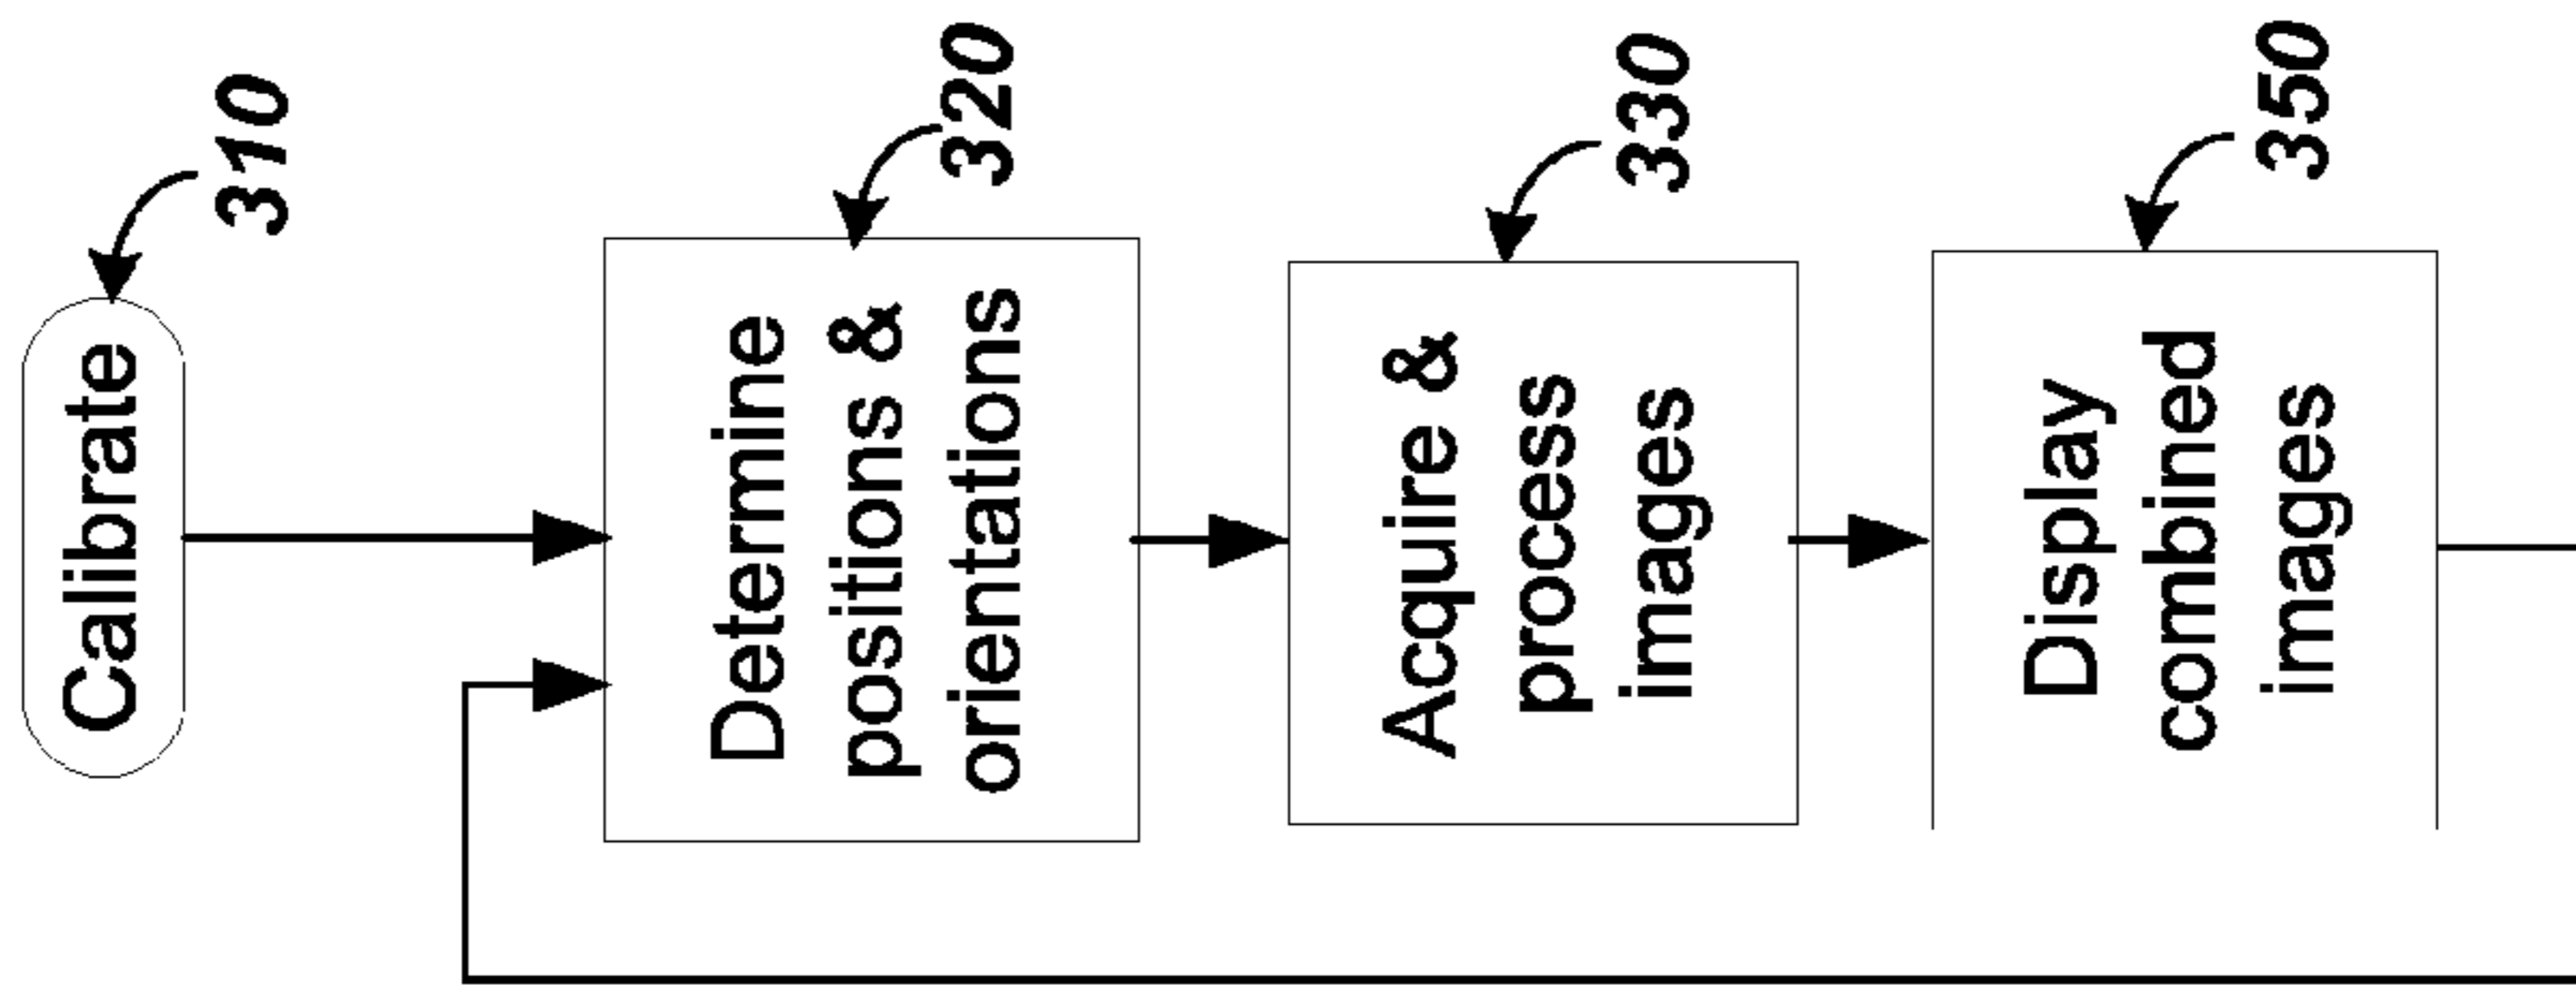 Calibrate
310
Determine
positions &
orientations
320
Acquire &
process
images
330
Display
combined
images
350